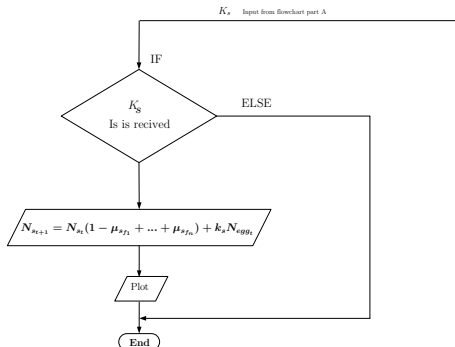 K_s Input from flowchart part A
IF
K_s
ELSE
Is is recived
N_{s_{t+1}} = N_{s_t}(1 − μ_{s_{f_1}} + ... + μ_{s_{f_n}}) + k_s N_{egg_t}
Plot
End